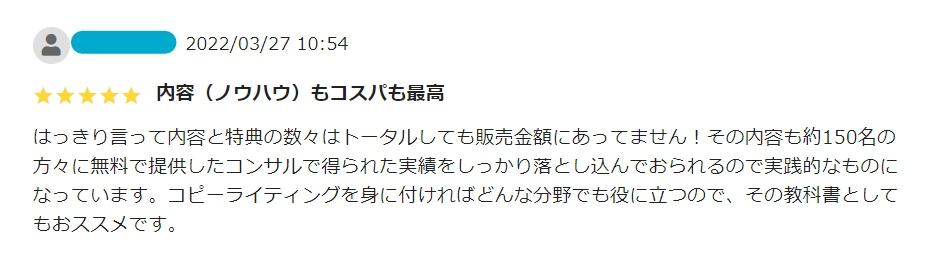 2022/03/27 10:54
★★★★★ 内容（ノウハウ）もコスパも最高
はっきり言って内容と特典の数々はトータルしても販売金額にあってません！その内容も約150名の
方々に無料で提供したコンサルで得られた実績をしっかり落とし込んでおられるので実践的なものに
なっています。コピーライティングを身に付ければどんな分野でも役に立つので、その教科書として
もおススメです。